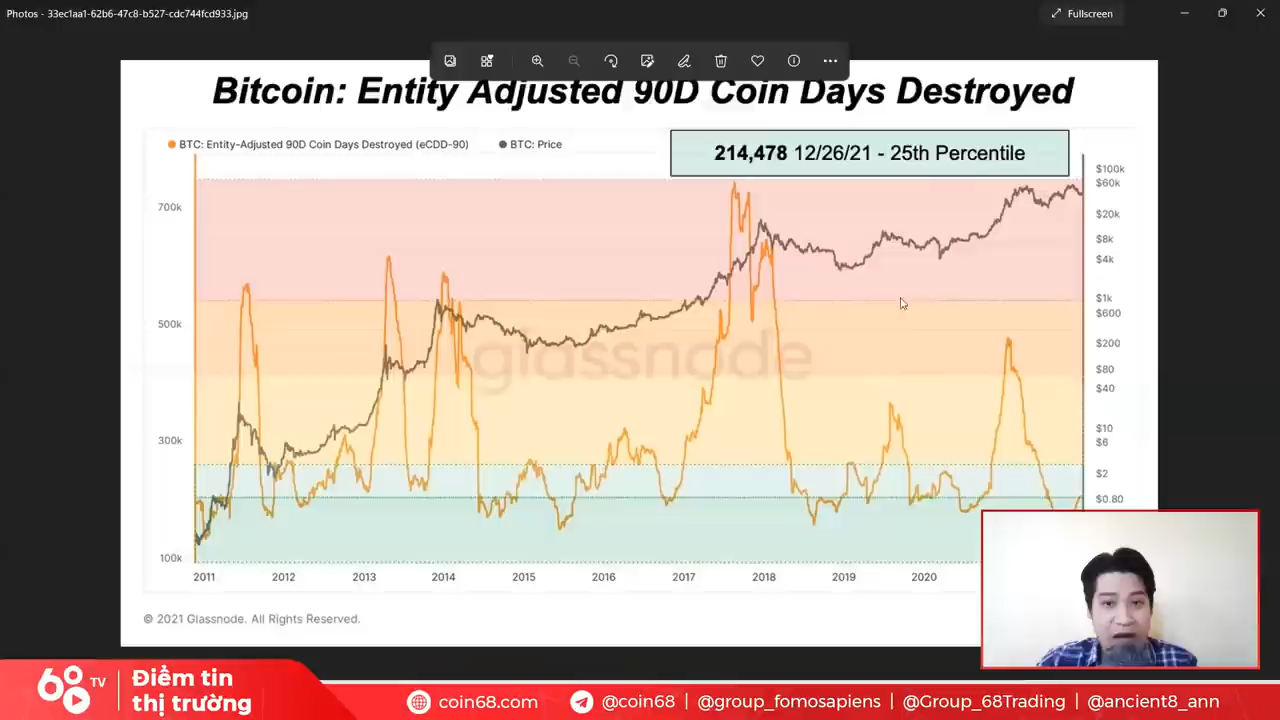 Photos - 33ec1aa1-62b6-47c8-b527-cdc744fcd933.jpg
Fullscreen
Bitcoin: Entity Adjusted 90D Coin Days Destroyed
BTC: Entity-Adjusted 90D Coin Days Destroyed (eCDD-90)
BTC: Price
214,478 12/26/21 - 25th Percentile
700k
500k
300k
100k
$100k
$60k
$20k
$8k
$4k
$1k
$600
$200
$80
$40
$10
$6
$2
$0.80
glassnode
2011 2012 2013 2014 2015 2016 2017 2018 2019 2020
© 2021 Glassnode. All Rights Reserved.
68 TV
Điểm tin
thị trường
coin68.com
@coin68 | @group_fomosapiens | @Group_68Trading | @ancient8_ann